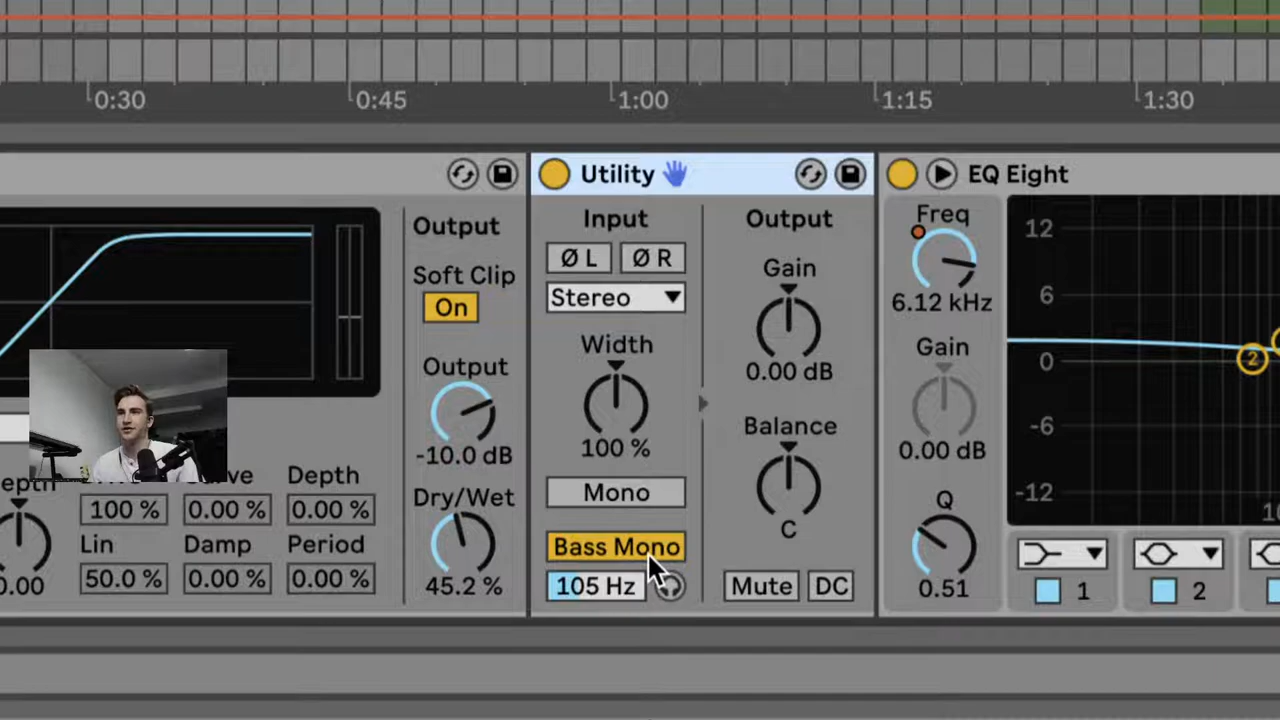 0:30 0:45 1:00 1:15 1:30
Output
Soft Clip
On
Output
-10.0 dB
Dry/Wet
45.2 %
Depth
100 % 0.00 % 0.00 %
Lin Damp Period
50.0 % 0.00 % 0.00 %
Utility
Input
Ø L Ø R
Stereo
Width
100 %
Mono
Bass Mono
105 Hz
Output
Gain
0.00 dB
Balance
C
Mute DC
EQ Eight
Freq
6.12 kHz
Gain
0.00 dB
Q
0.51
12
6
0
-6
-12
2
1 2